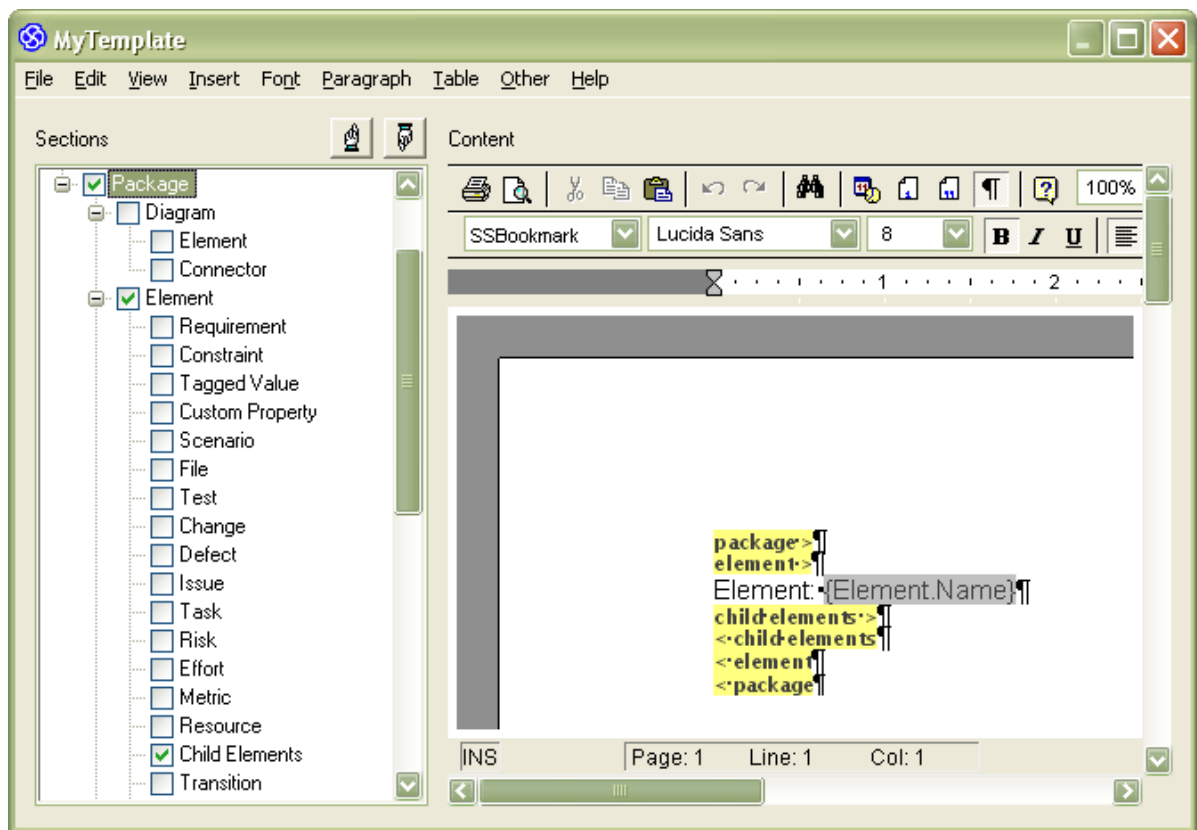 MyTemplate
File Edit View Insert Font Paragraph Table Other Help
Sections
Content
Package
Diagram
Element
Connector
Element
Requirement
Constraint
Tagged Value
Custom Property
Scenario
File
Test
Change
Defect
Issue
Task
Risk
Effort
Metric
Resource
Child Elements
Transition
100%
SSBookmark Lucida Sans 8 B I U
1 2
package >¶
element >¶
Element: {Element.Name}¶
child elements >¶
< child elements¶
< element¶
< package¶
INS Page: 1 Line: 1 Col: 1